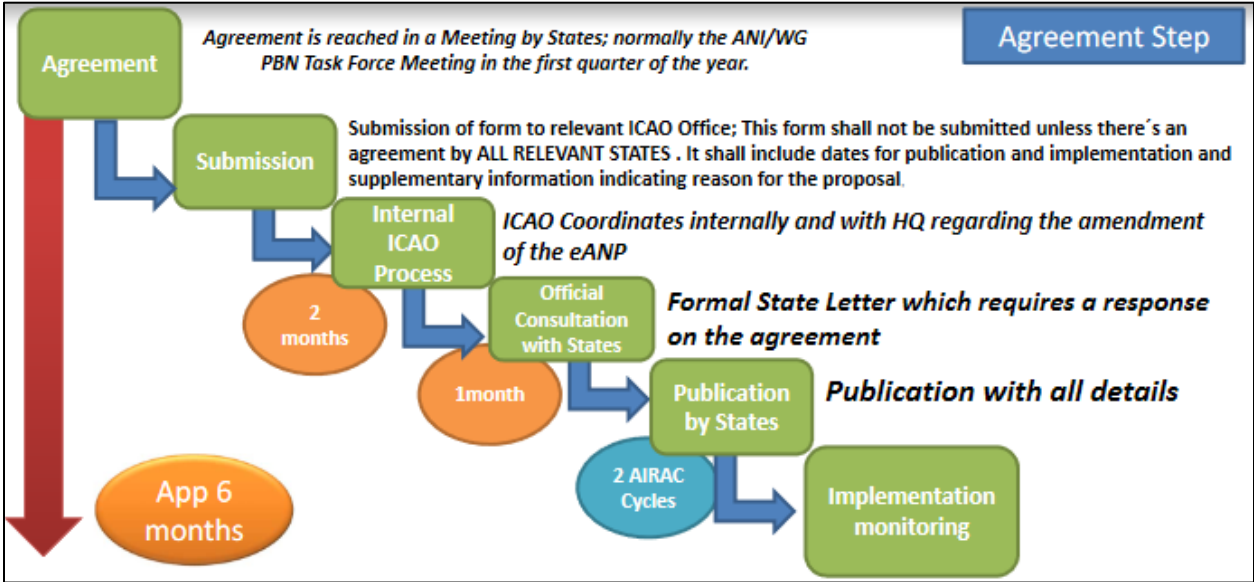 Agreement Step
Agreement
Agreement is reached in a Meeting by States; normally the ANI/WG
PBN Task Force Meeting in the first quarter of the year.
Submission
Submission of form to relevant ICAO Office; This form shall not be submitted unless there´s an
agreement by ALL RELEVANT STATES . It shall include dates for publication and implementation and
supplementary information indicating reason for the proposal.
Internal
ICAO
Process
ICAO Coordinates internally and with HQ regarding the amendment
of the eANP
2
months
Official
Consultation
with States
Formal State Letter which requires a response
on the agreement
1month
Publication
by States
Publication with all details
2 AIRAC
Cycles
Implementation
monitoring
App 6
months